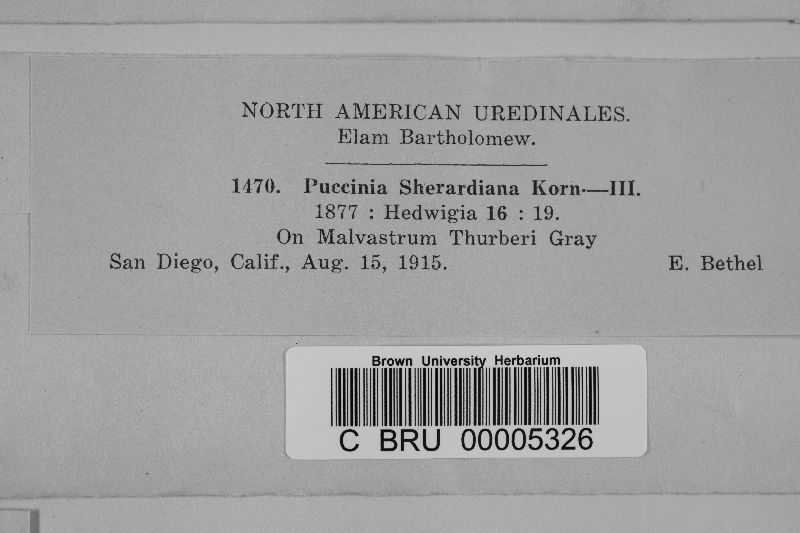 NORTH AMERICAN UREDINALES.
Elam Bartholomew.
1470. Puccinia Sherardiana Korn.—III.
1877 : Hedwigia 16 : 19.
On Malvastrum Thurberi Gray
San Diego, Calif., Aug. 15, 1915. E. Bethel
Brown University Herbarium
C BRU 00005326